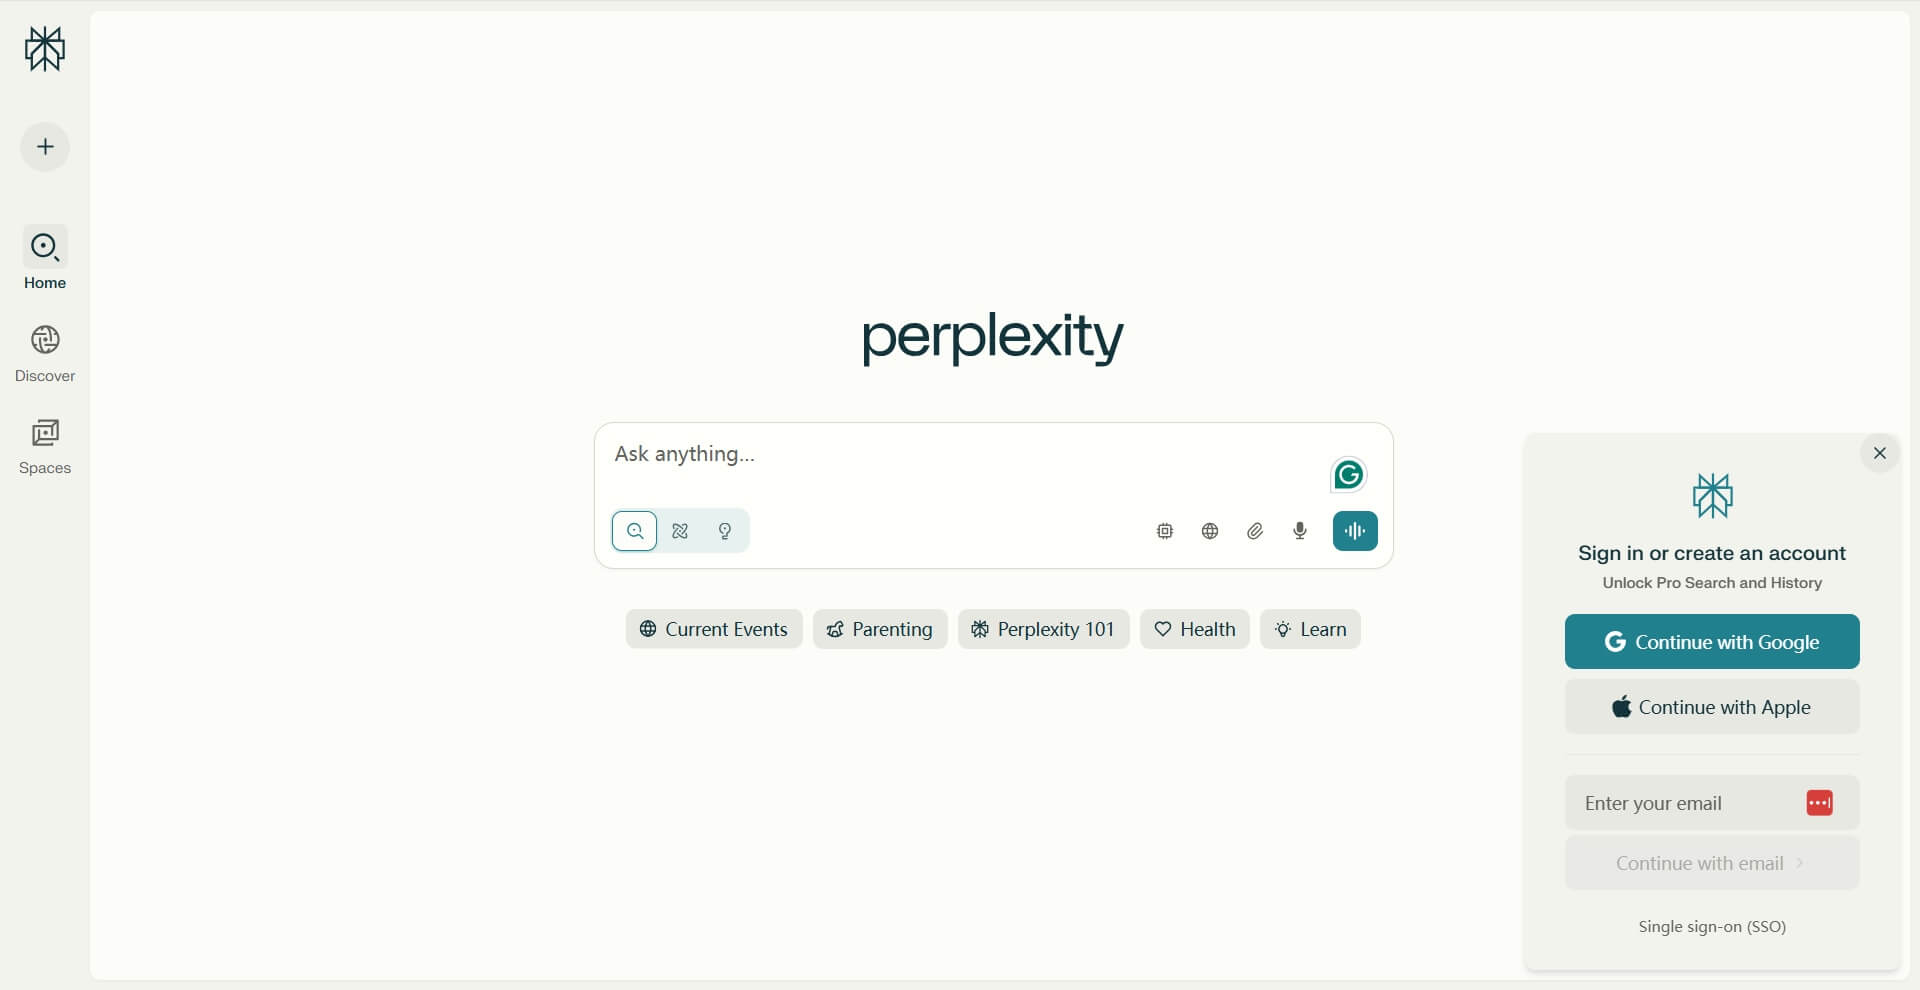 Home
Discover
Spaces
perplexity
Ask anything...
Current Events
Parenting
Perplexity 101
Health
Learn
Sign in or create an account
Unlock Pro Search and History
Continue with Google
Continue with Apple
Enter your email
Continue with email
Single sign-on (SSO)